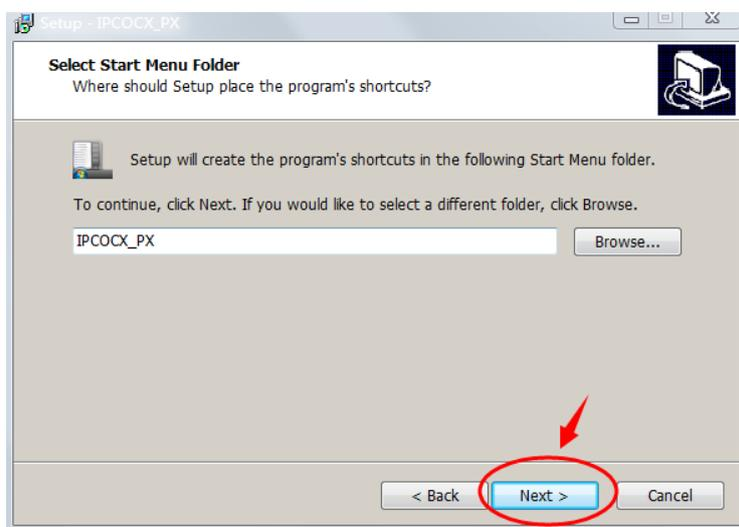 Setup - IPCOCX_PX
Select Start Menu Folder
Where should Setup place the program's shortcuts?
Setup will create the program's shortcuts in the following Start Menu folder.
To continue, click Next. If you would like to select a different folder, click Browse.
IPCOCX_PX
Browse...
< Back
Next >
Cancel